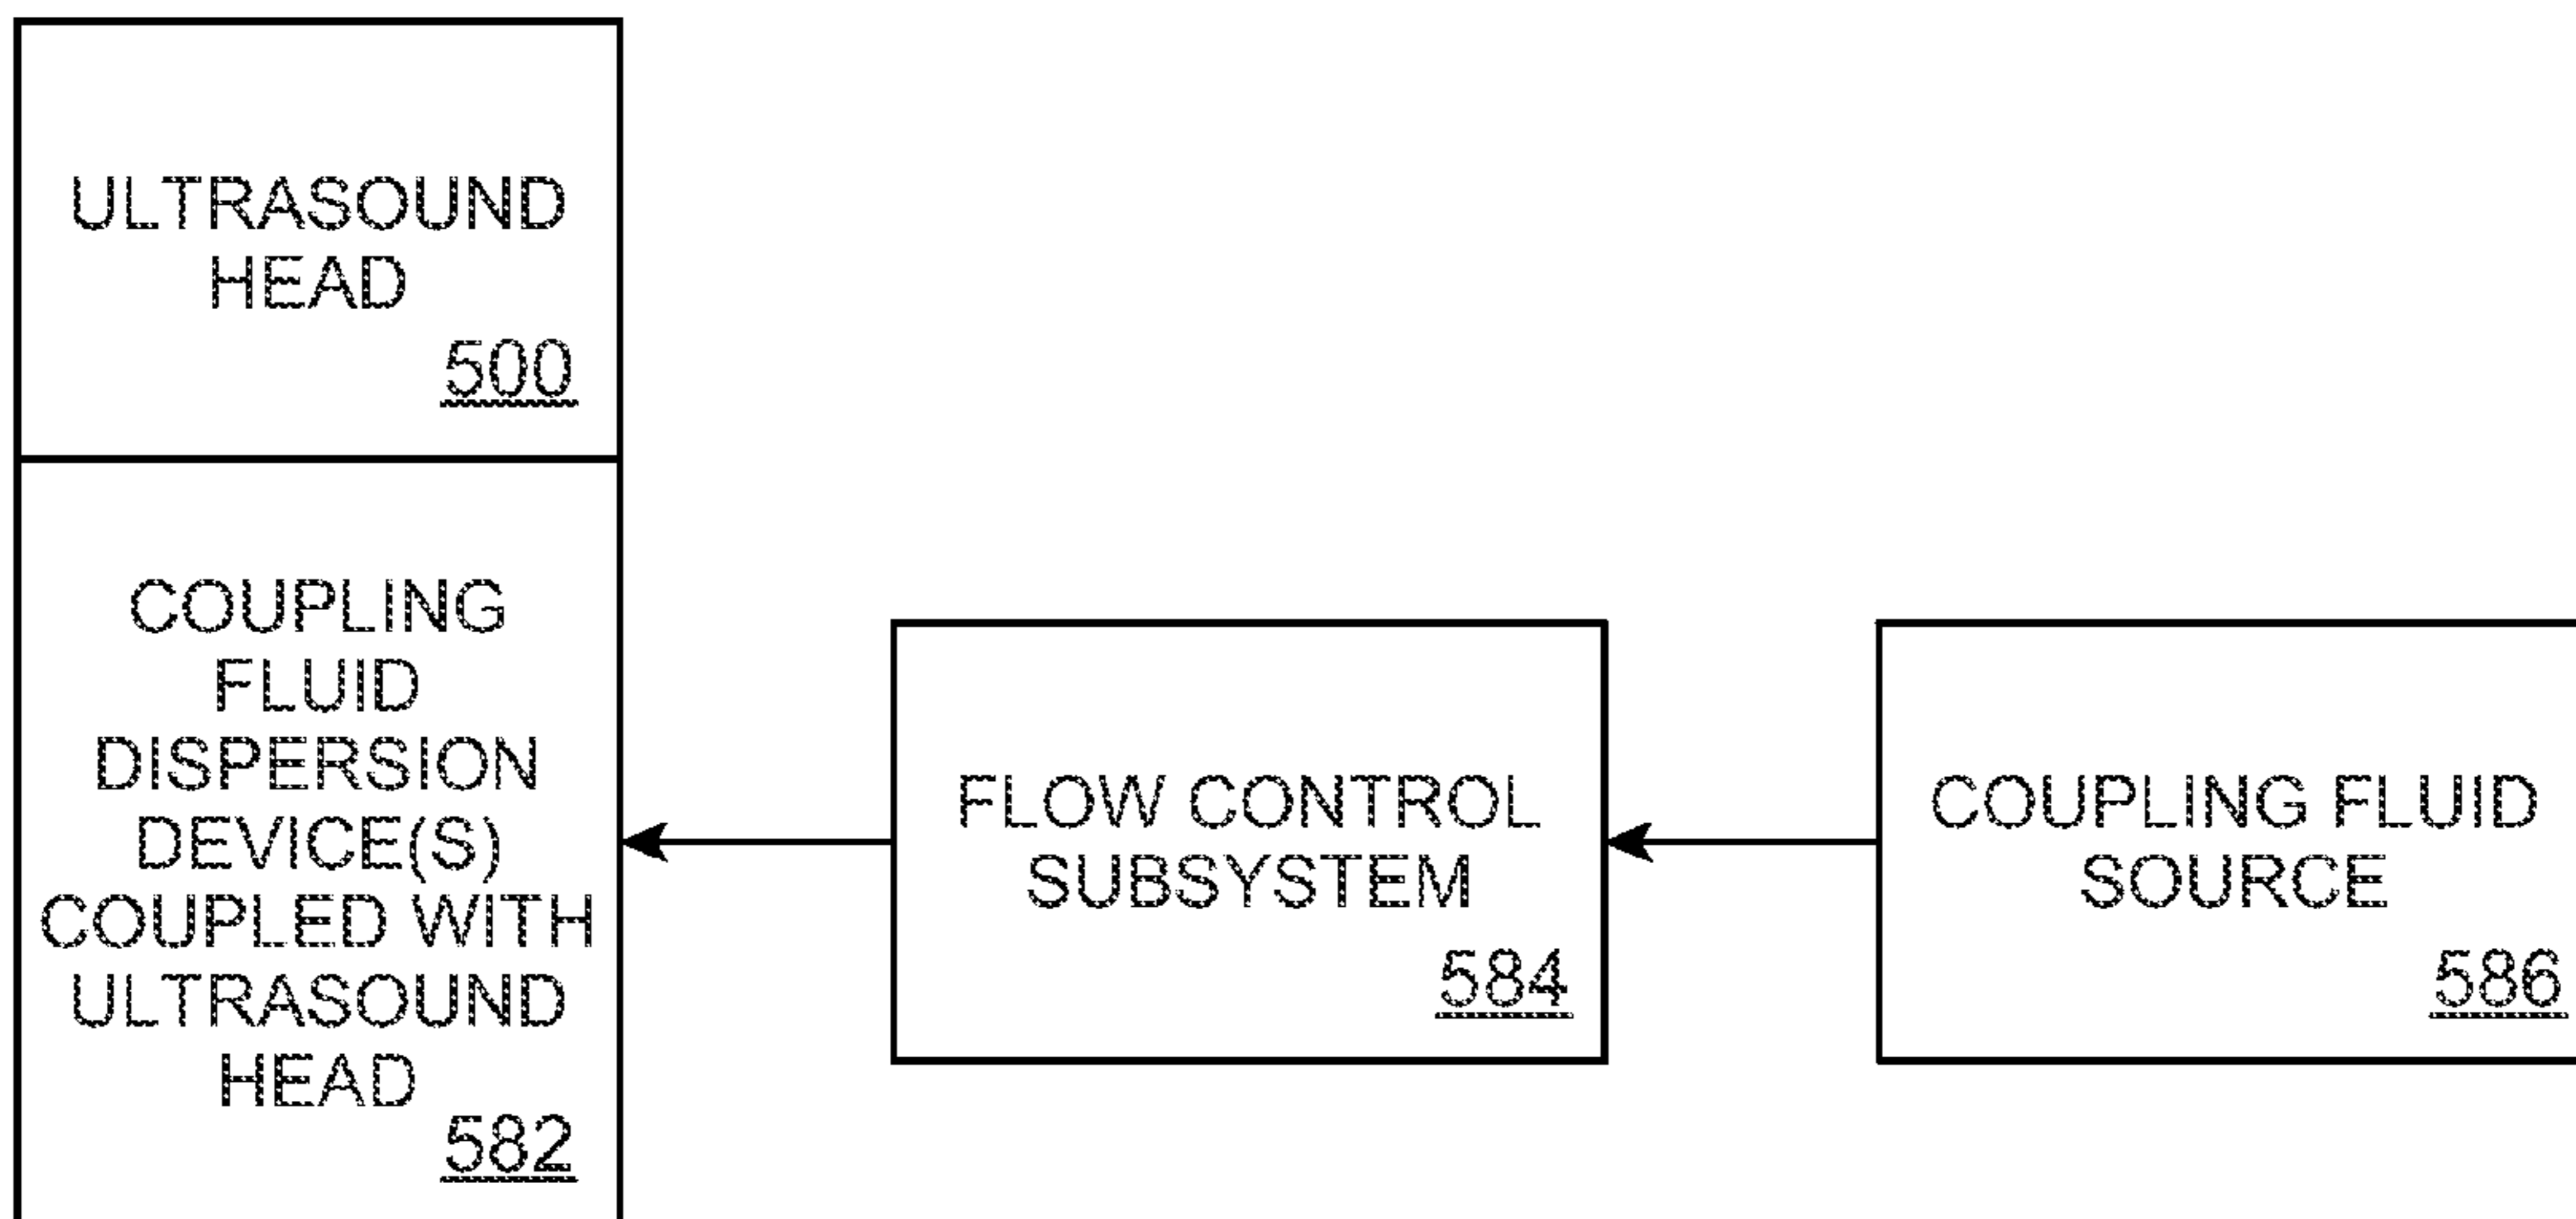 ULTRASOUND
HEAD
500
COUPLING
FLUID
DISPERSION
DEVICE(S)
COUPLED WITH
ULTRASOUND
HEAD
582
FLOW CONTROL
SUBSYSTEM
584
COUPLING FLUID
SOURCE
586